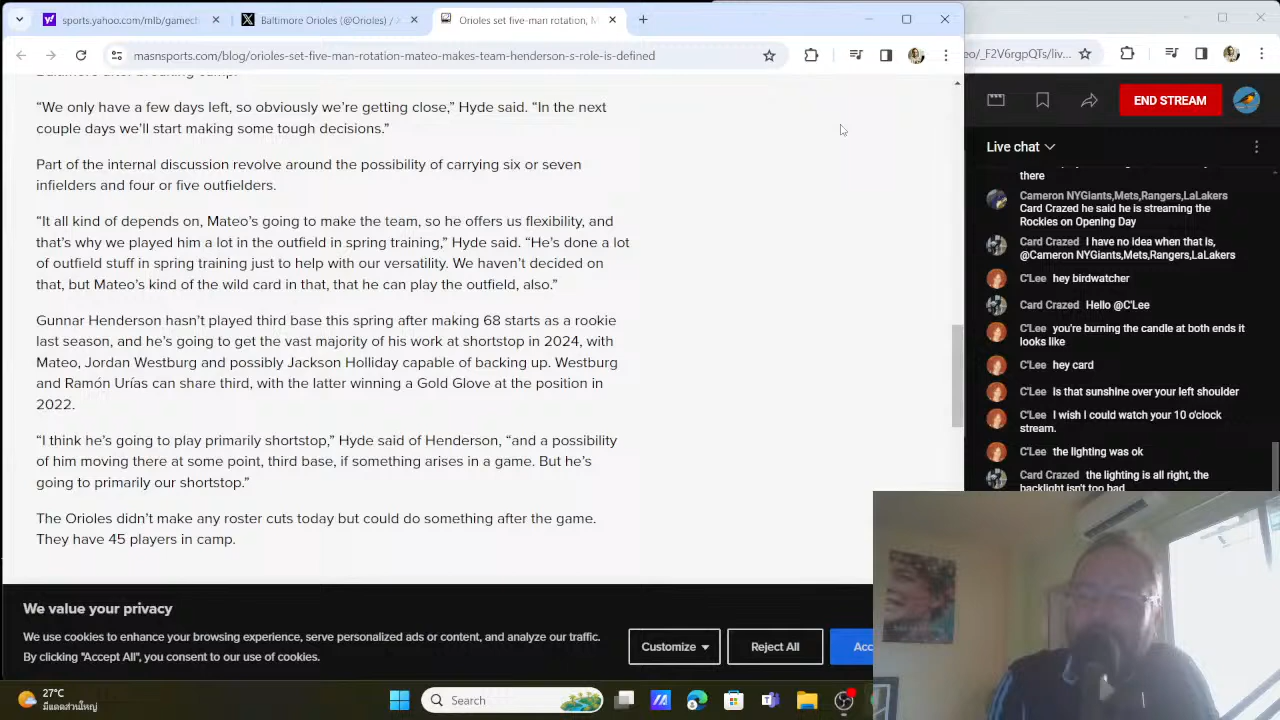 sports.yahoo.com/mlb/gamech
Baltimore Orioles (@Orioles) / X
Orioles set five-man rotation, M
masnsports.com/blog/orioles-set-five-man-rotation-mateo-makes-team-henderson-s-role-is-defined
eo/_F2V6rgpQTs/liv...
“We only have a few days left, so obviously we’re getting close,” Hyde said. “In the next
couple days we’ll start making some tough decisions.”
Part of the internal discussion revolve around the possibility of carrying six or seven
infielders and four or five outfielders.
“It all kind of depends on, Mateo’s going to make the team, so he offers us flexibility, and
that’s why we played him a lot in the outfield in spring training,” Hyde said. “He’s done a lot
of outfield stuff in spring training just to help with our versatility. We haven’t decided on
that, but Mateo’s kind of the wild card in that, that he can play the outfield, also.”
Gunnar Henderson hasn’t played third base this spring after making 68 starts as a rookie
last season, and he’s going to get the vast majority of his work at shortstop in 2024, with
Mateo, Jordan Westburg and possibly Jackson Holliday capable of backing up. Westburg
and Ramón Urías can share third, with the latter winning a Gold Glove at the position in
2022.
“I think he’s going to play primarily shortstop,” Hyde said of Henderson, “and a possibility
of him moving there at some point, third base, if something arises in a game. But he’s
going to primarily our shortstop.”
The Orioles didn’t make any roster cuts today but could do something after the game.
They have 45 players in camp.
We value your privacy
We use cookies to enhance your browsing experience, serve personalized ads or content, and analyze our traffic.
By clicking "Accept All", you consent to our use of cookies.
Customize
Reject All
Acc
END STREAM
Live chat
there
Cameron NYGiants,Mets,Rangers,LaLakers
Card Crazed he said he is streaming the
Rockies on Opening Day
Card Crazed I have no idea when that is,
@Cameron NYGiants,Mets,Rangers,LaLakers
C'Lee hey birdwatcher
Card Crazed Hello @C'Lee
C'Lee you're burning the candle at both ends it
looks like
C'Lee hey card
C'Lee is that sunshine over your left shoulder
C'Lee I wish I could watch your 10 o'clock
stream.
C'Lee the lighting was ok
Card Crazed the lighting is all right, the
backlight isn't too bad
27°C
มีแดดส่วนใหญ่
Search